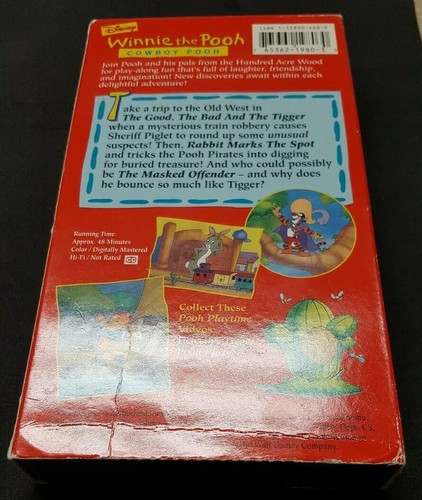 Disney
Winnie the Pooh
COWBOY POOH
Join Pooh and his pals from the Hundred Acre Wood
for play-along fun that's full of laughter, friendship,
and imagination! New discoveries await within each
delightful adventure!
Take a trip to the Old West in
The Good, The Bad And The Tigger
when a mysterious train robbery causes
Sheriff Piglet to round up some unusual
suspects! Then, Rabbit Marks The Spot
and tricks the Pooh Pirates into digging
for buried treasure! And who could possibly
be The Masked Offender – and why does
he bounce so much like Tigger?
Running Time:
Approx. 48 Minutes
Color / Digitally Mastered
Hi-Fi / Not Rated CC
Collect These
Pooh Playtime
Videos:
Walt Disney Company.